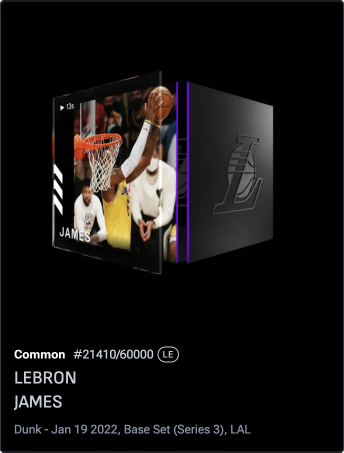 ▶ 13s
JAMES
L
Common #21410/60000 LE
LEBRON
JAMES
Dunk - Jan 19 2022, Base Set (Series 3), LAL